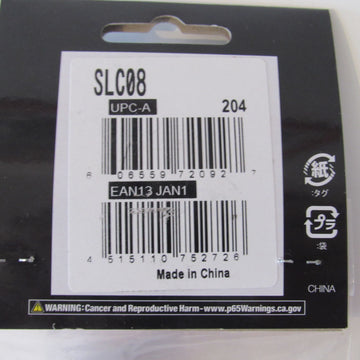 SLC08
UPC-A 204
6 06559 72092 7
EAN13 JAN1
4 515110 752726
Made in China
紙
:タグ
プラ
:袋
CHINA
WARNING: Cancer and Reproductive Harm-www.p65Warnings.ca.gov